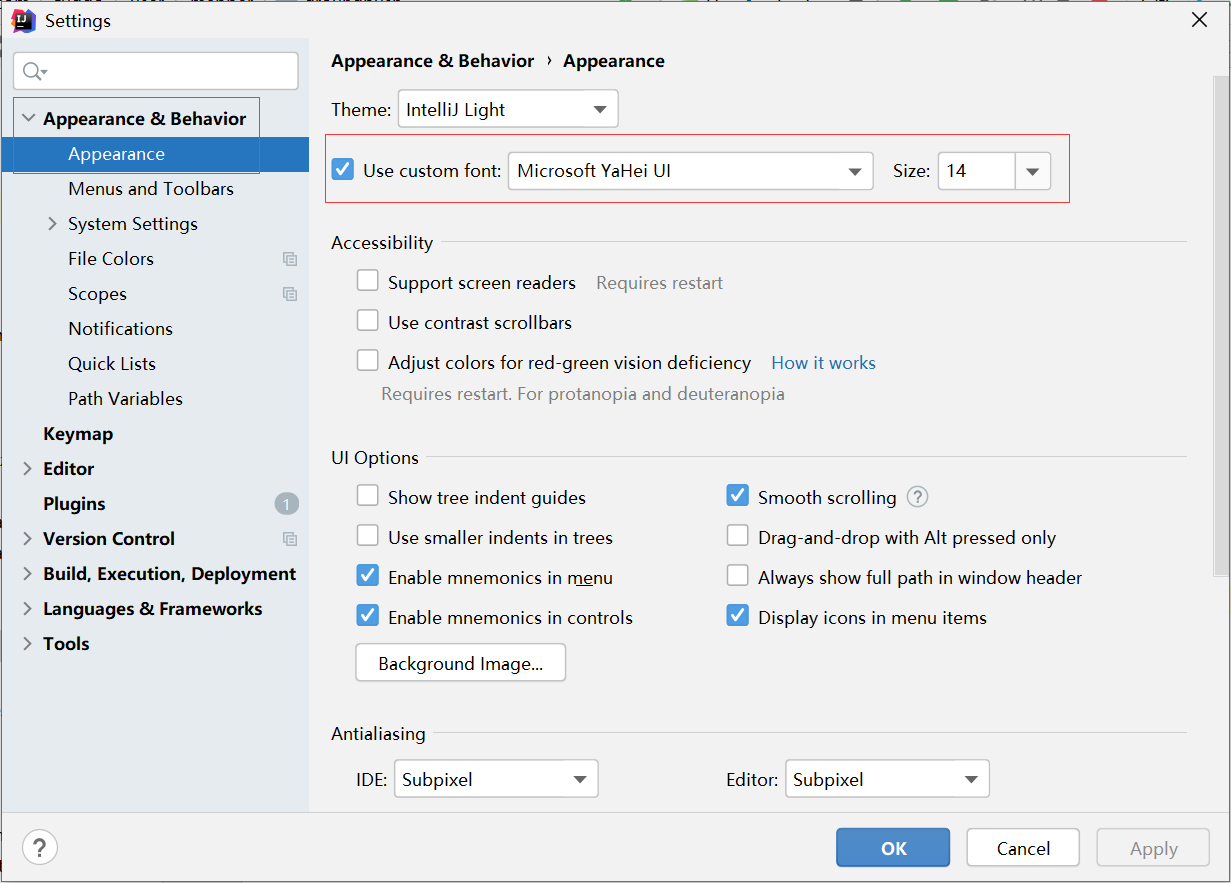 Settings
Appearance & Behavior
Appearance
Menus and Toolbars
System Settings
File Colors
Scopes
Notifications
Quick Lists
Path Variables
Keymap
Editor
Plugins 1
Version Control
Build, Execution, Deployment
Languages & Frameworks
Tools
Appearance & Behavior › Appearance
Theme: IntelliJ Light
Use custom font: Microsoft YaHei UI Size: 14
Accessibility
Support screen readers Requires restart
Use contrast scrollbars
Adjust colors for red-green vision deficiency How it works
Requires restart. For protanopia and deuteranopia
UI Options
Show tree indent guides Smooth scrolling ?
Use smaller indents in trees Drag-and-drop with Alt pressed only
Enable mnemonics in menu Always show full path in window header
Enable mnemonics in controls Display icons in menu items
Background Image...
Antialiasing
IDE: Subpixel Editor: Subpixel
? OK Cancel Apply